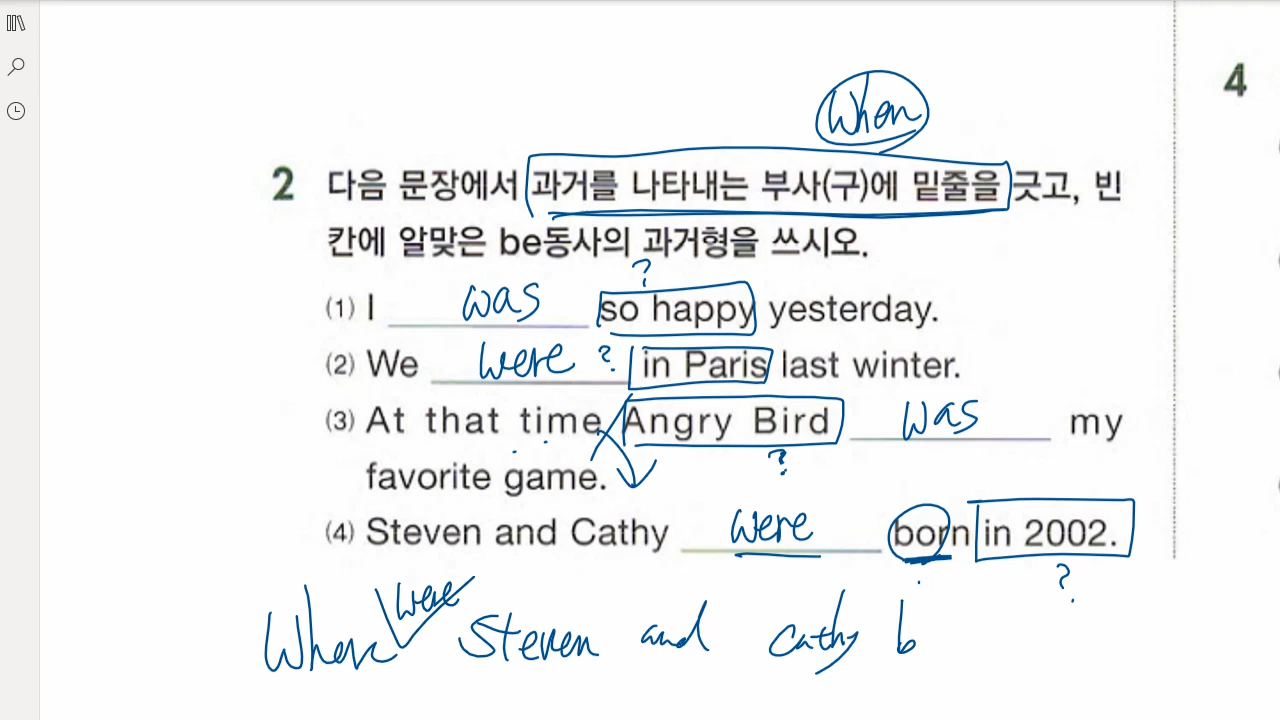 When
4
2 다음 문장에서 과거를 나타내는 부사(구)에 밑줄을 긋고, 빈
칸에 알맞은 be동사의 과거형을 쓰시오.
?
(1) I was so happy yesterday.
(2) We were ? in Paris last winter.
(3) At that time Angry Bird was my
?
favorite game.
(4) Steven and Cathy were born in 2002.
?
were
When Steven and Cathy b